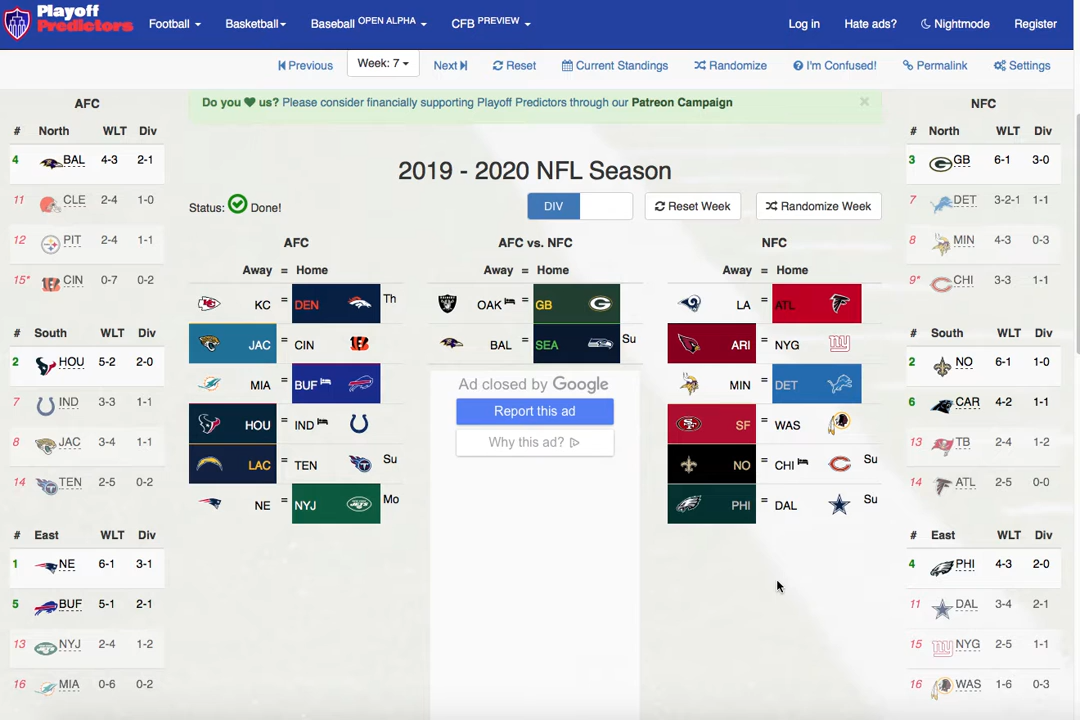 Playoff
Predictors
Football
Basketball
Baseball OPEN ALPHA
CFB PREVIEW
Log in
Hate ads?
Nightmode
Register
Previous
Week: 7
Next
Reset
Current Standings
Randomize
I'm Confused!
Permalink
Settings
Do you us? Please consider financially supporting Playoff Predictors through our Patreon Campaign
×
AFC
# North WLT Div
4 BAL 4-3 2-1
11 CLE 2-4 1-0
12 PIT 2-4 1-1
15* CIN 0-7 0-2
# South WLT Div
2 HOU 5-2 2-0
7 IND 3-3 1-1
8 JAC 3-4 1-1
14 TEN 2-5 0-2
# East WLT Div
1 NE 6-1 3-1
5 BUF 5-1 2-1
13 NYJ 2-4 1-2
16 MIA 0-6 0-2
2019 - 2020 NFL Season
Status: Done!
DIV
Reset Week
Randomize Week
AFC
Away = Home
KC = DEN Th
JAC = CIN
MIA = BUF
HOU = IND
LAC = TEN Su
NE = NYJ Mo
AFC vs. NFC
Away = Home
OAK = GB
BAL = SEA Su
Ad closed by Google
Report this ad
Why this ad?
NFC
Away = Home
LA = ATL
ARI = NYG
MIN = DET
SF = WAS
NO = CHI Su
PHI = DAL Su
NFC
# North WLT Div
3 GB 6-1 3-0
7 DET 3-2-1 1-1
8 MIN 4-3 0-3
9* CHI 3-3 1-1
# South WLT Div
2 NO 6-1 1-0
6 CAR 4-2 1-1
13 TB 2-4 1-2
14 ATL 2-5 0-0
# East WLT Div
4 PHI 4-3 2-0
11 DAL 3-4 2-1
15 NYG 2-5 1-1
16 WAS 1-6 0-3